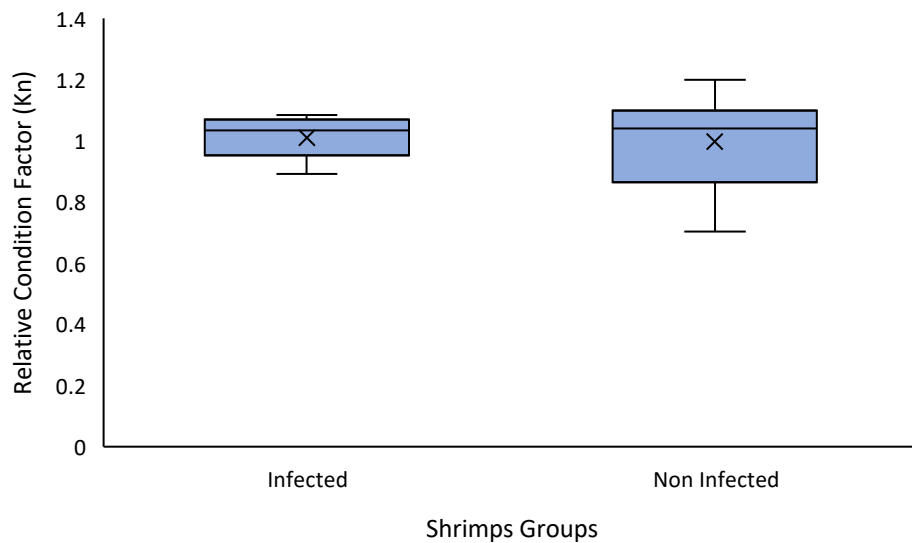 Relative Condition Factor (Kn)
1.4
1.2
1
0.8
0.6
0.4
0.2
0
Infected
Non Infected
Shrimps Groups